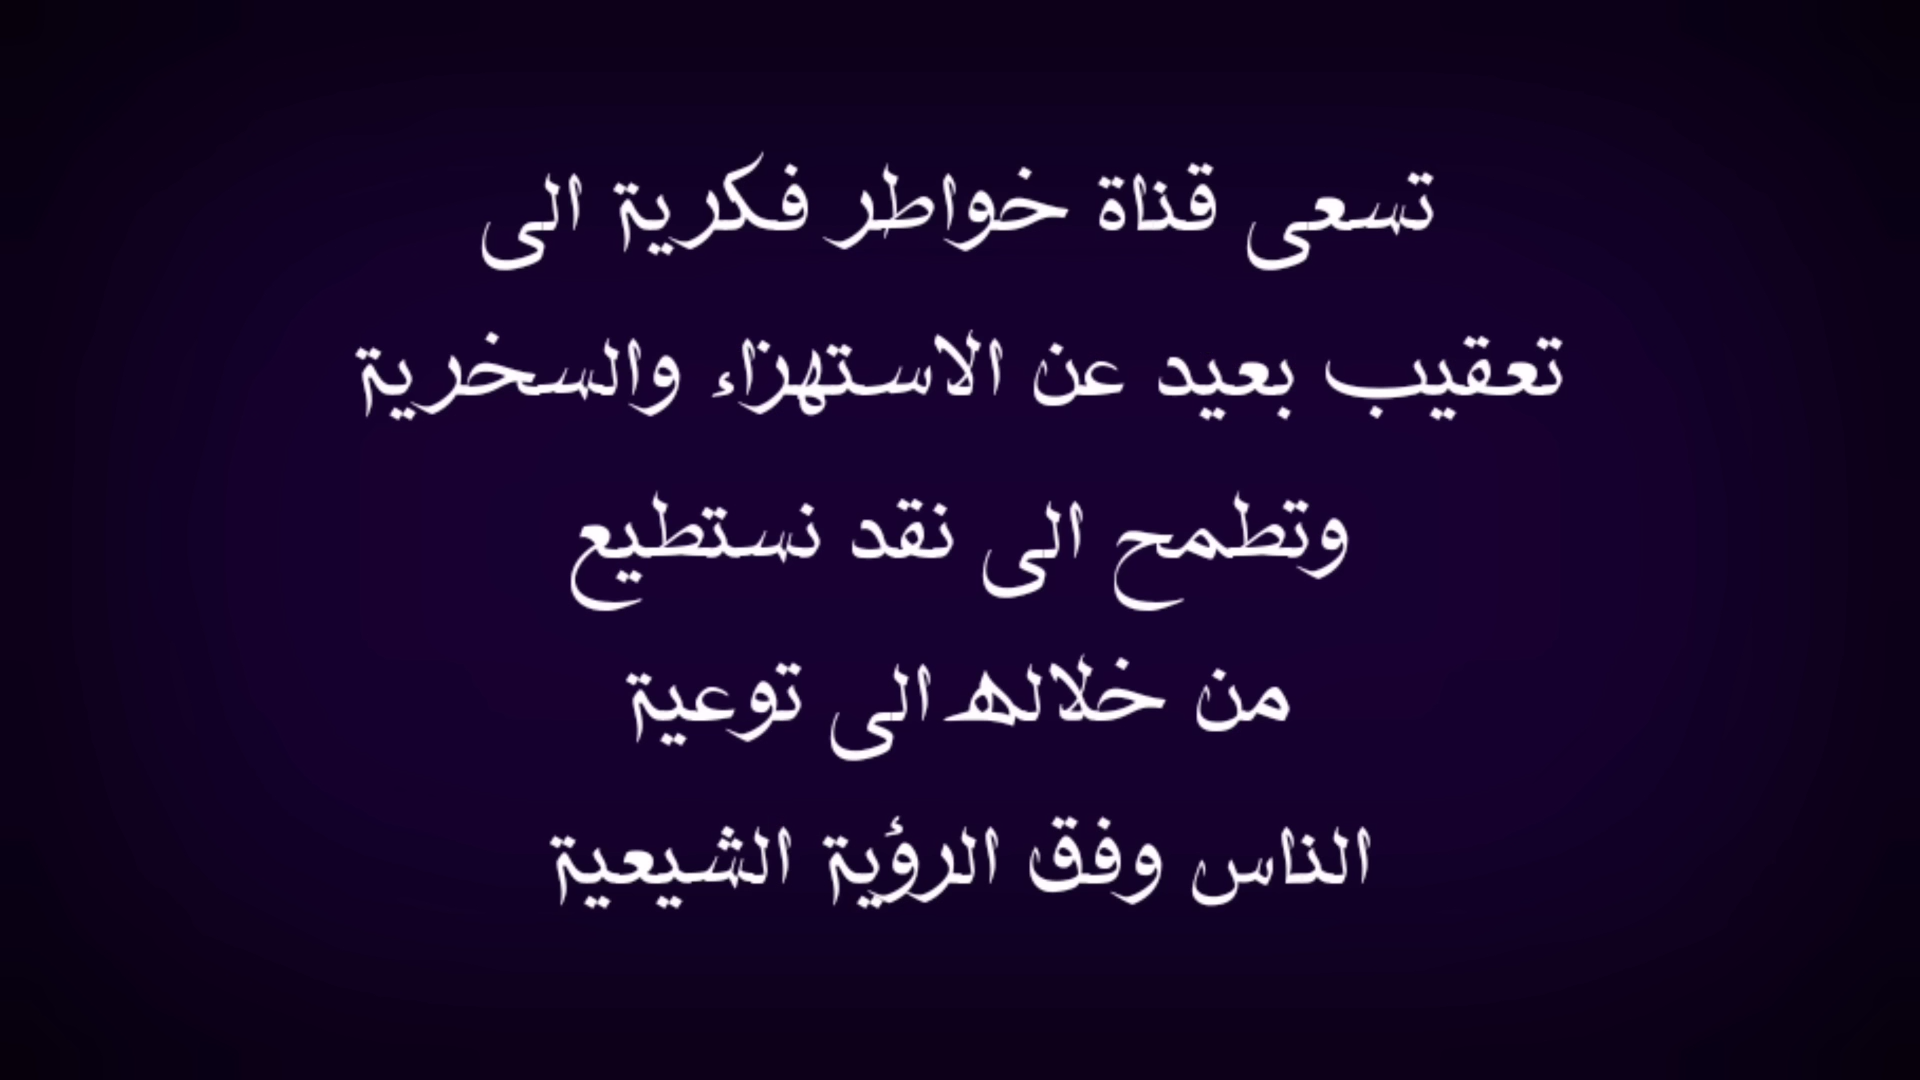 تسعى قناة خواطر فكرية الى
تعقيب بعيد عن الاستهزاء والسخرية
وتطمح الى نقد نستطيع
من خلاله الى توعية
الناس وفق الرؤية الشيعية